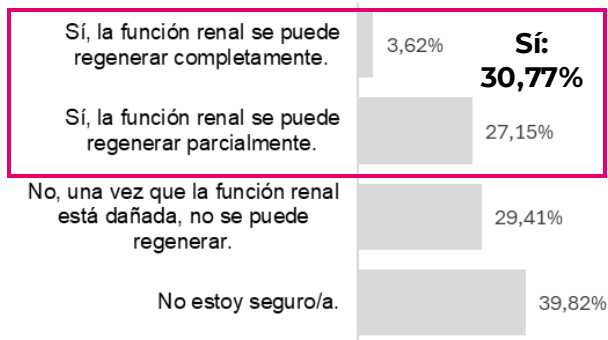 Sí, la función renal se puede
regenerar completamente.
3,62%
Sí:
30,77%
Sí, la función renal se puede
regenerar parcialmente.
27,15%
No, una vez que la función renal
está dañada, no se puede
regenerar.
29,41%
No estoy seguro/a.
39,82%